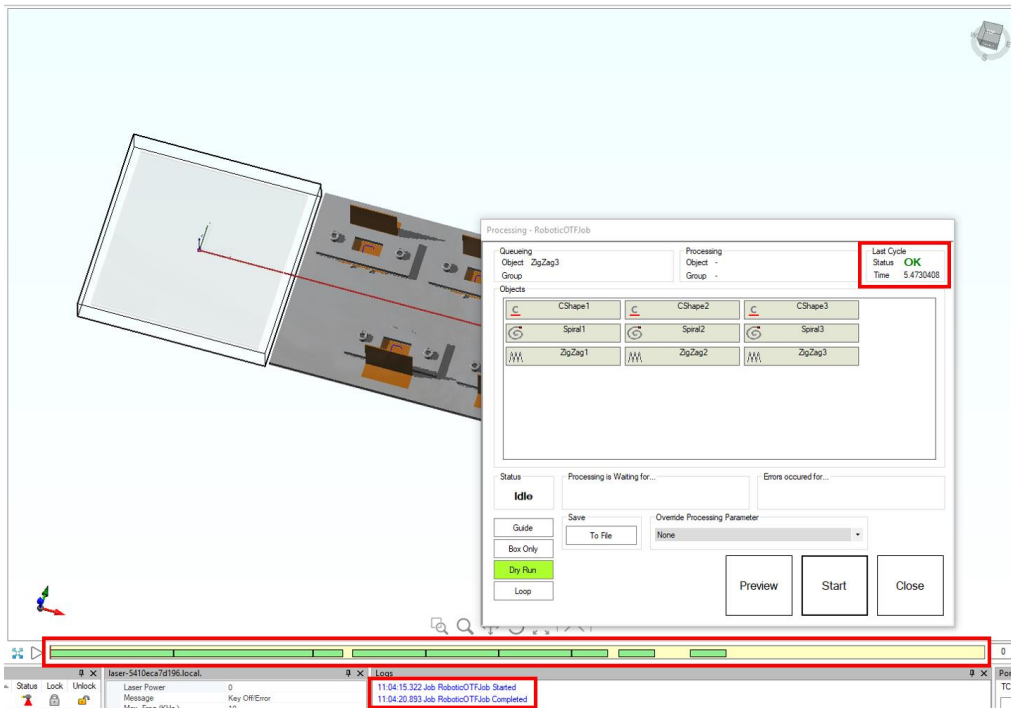 Processing - RoboticOTFJob
Queueing
Object ZigZag3
Group
Processing
Object -
Group -
Last Cycle
Status OK
Time 5.4730408
Objects
C CShape1
C CShape2
C CShape3
Spiral1
Spiral2
Spiral3
ZigZag1
ZigZag2
ZigZag3
Status
Idle
Processing is Waiting for...
Errors occured for...
Guide
Box Only
Dry Run
Loop
Save
To File
Override Processing Parameter
None
Preview
Start
Close
0
Status Lock Unlock
laser-5410eca7d196.local.
Laser Power 0
Message Key Off/Error
Max. Freq (KHz.) 10
Logs
11:04:15.322 Job RoboticOTFJob Started
11:04:20.893 Job RoboticOTFJob Completed